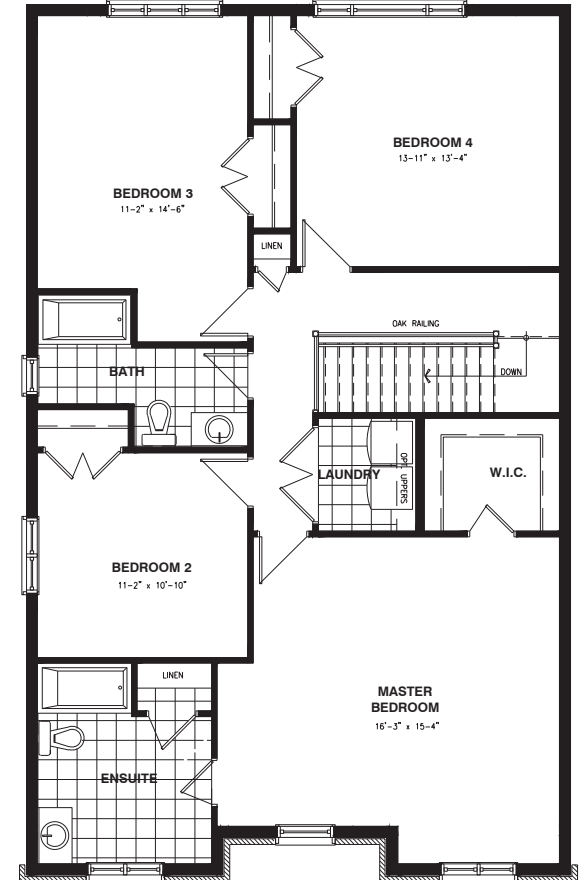 BEDROOM 4
13-11" x 13'-4"
BEDROOM 3
11-2" x 14'-6"
LINEN
OAK RAILING
DOWN
BATH
LAUNDRY
OPT. UPPERS
W.I.C.
BEDROOM 2
11-2" x 10'-10"
LINEN
MASTER
BEDROOM
16'-3" x 15'-4"
ENSUITE